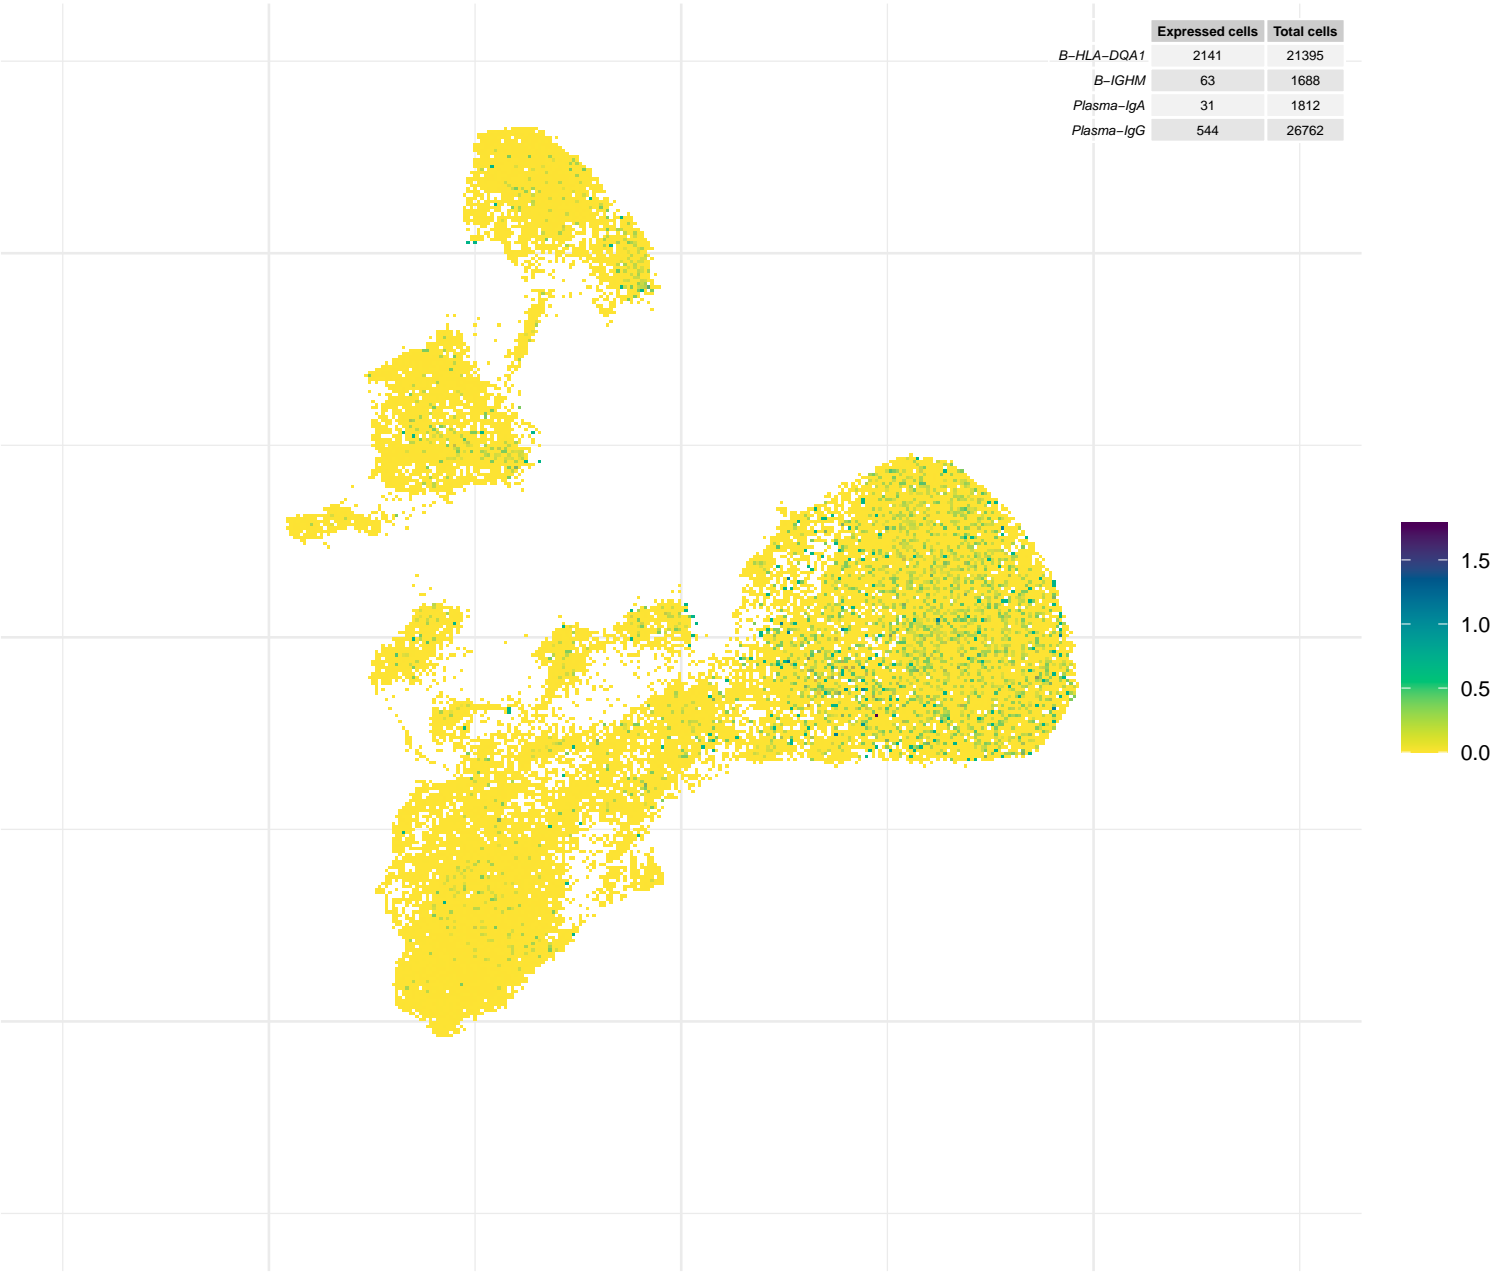 Expressed cells Total cells
B−HLA−DQA1 2141 21395
B−IGHM 63 1688
Plasma−IgA 31 1812
Plasma−IgG 544 26762
1.5
1.0
0.5
0.0